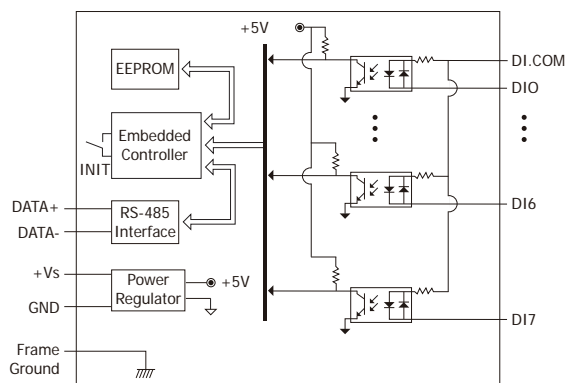 +5V
EEPROM
Embedded
Controller
INIT
RS-485
Interface
DATA+
DATA-
+Vs
GND
Power
Regulator
+5V
Frame
Ground
DI.COM
DI0
DI6
DI7